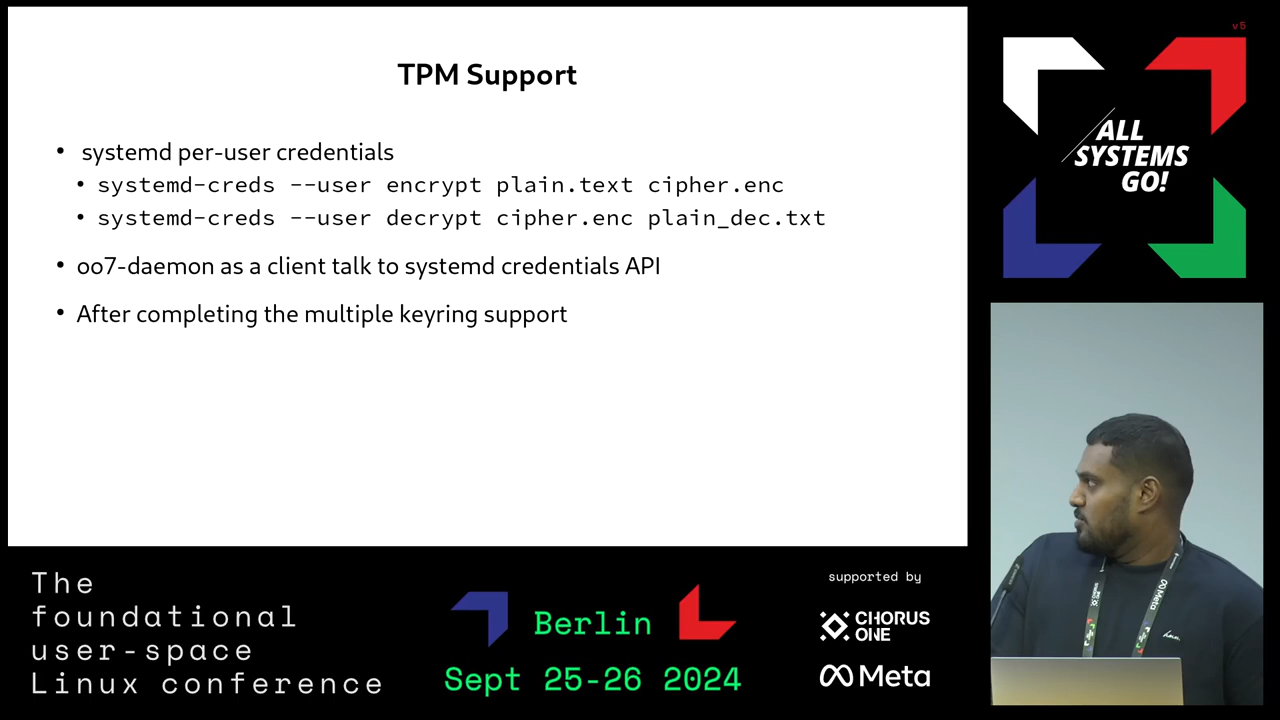 TPM Support
• systemd per-user credentials
• systemd-creds --user encrypt plain.text cipher.enc
• systemd-creds --user decrypt cipher.enc plain_dec.txt
• oo7-daemon as a client talk to systemd credentials API
• After completing the multiple keyring support
v5
ALL
SYSTEMS
GO!
The
foundational
user-space
Linux conference
Berlin
Sept 25-26 2024
supported by
CHORUS
ONE
Meta
Meta